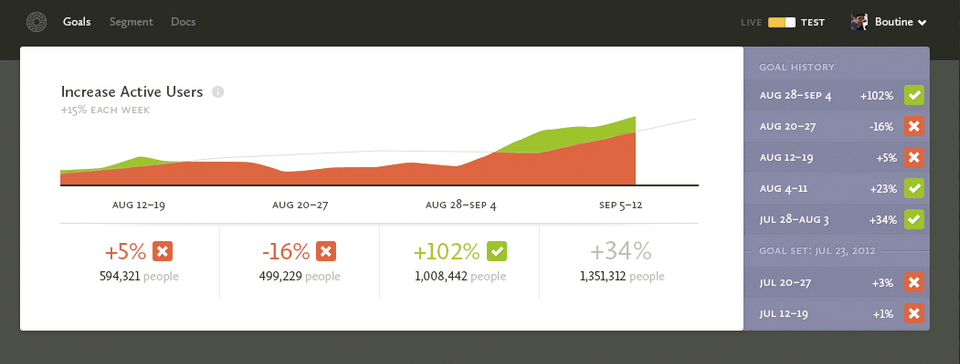 Goals Segment Docs LIVE TEST Boutine
Increase Active Users i
+15% EACH WEEK
AUG 12–19 AUG 20–27 AUG 28–SEP 4 SEP 5–12
+5% -16% +102% +34%
594,321 people 499,229 people 1,008,442 people 1,351,312 people
GOAL HISTORY
AUG 28–SEP 4 +102%
AUG 20–27 -16%
AUG 12–19 +5%
AUG 4–11 +23%
JUL 28–AUG 3 +34%
GOAL SET: JUL 23, 2012
JUL 20–27 +3%
JUL 12–19 +1%